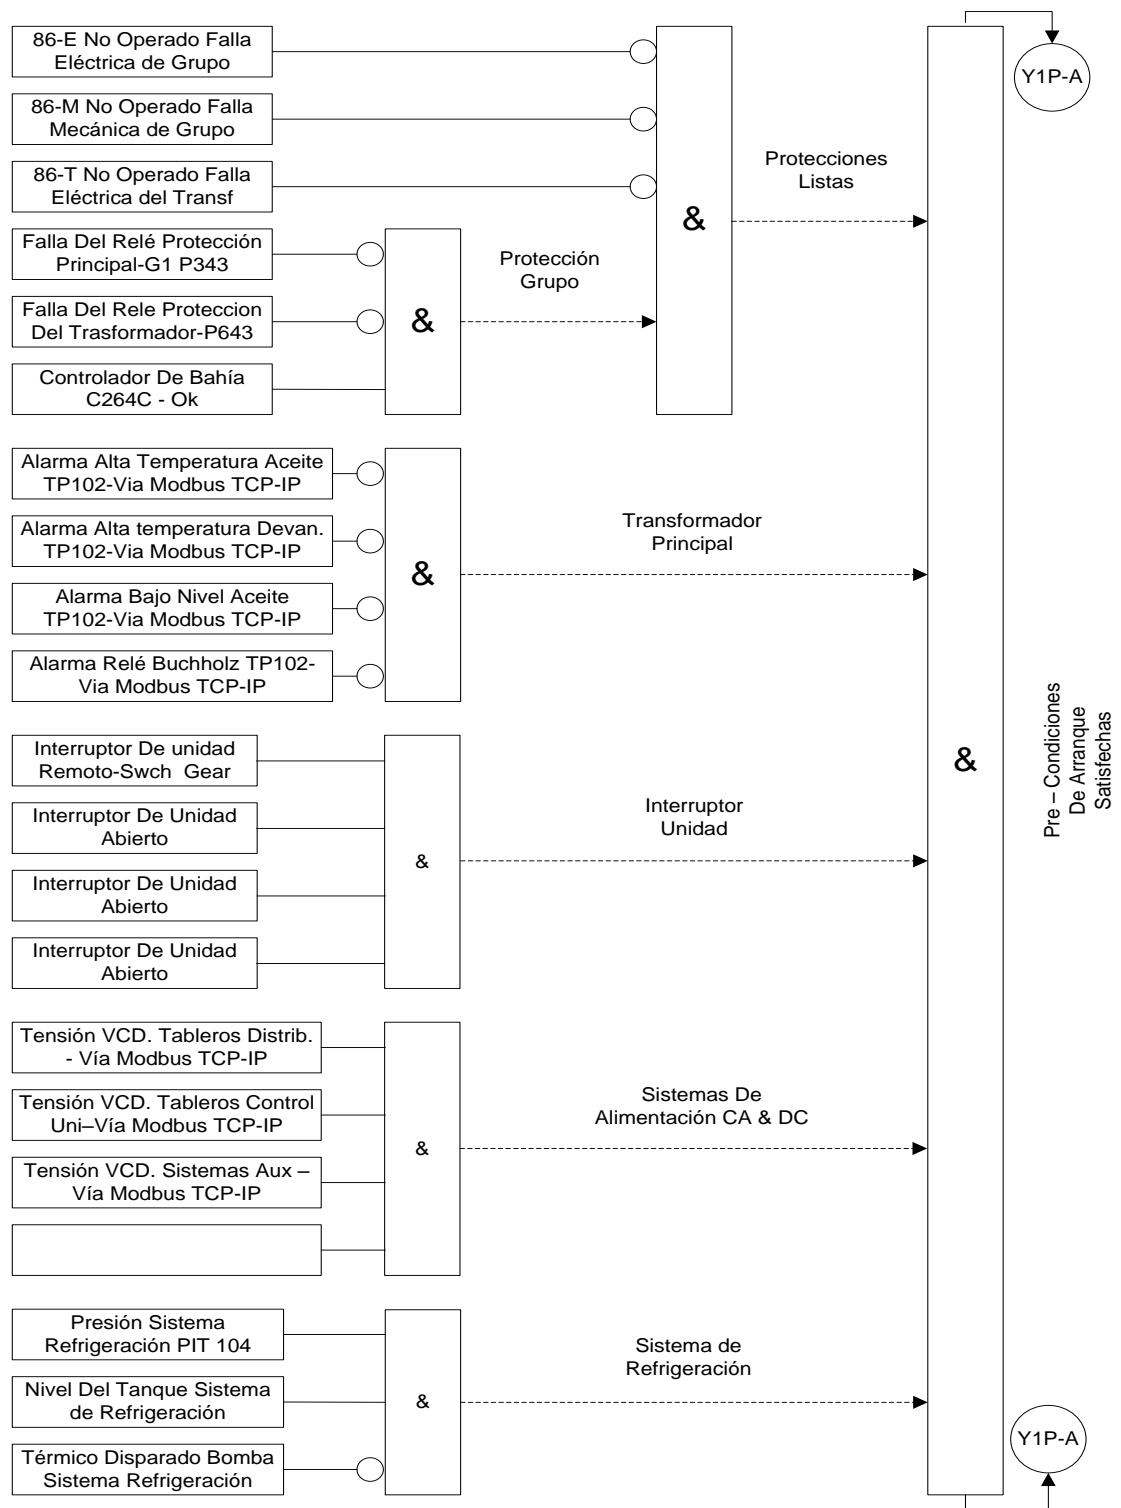 86-E No Operado Falla
Eléctrica de Grupo
Y1P-A
86-M No Operado Falla
Mecánica de Grupo
86-T No Operado Falla
Eléctrica del Transf
Protecciones
Listas
&
Falla Del Relé Protección
Principal-G1 P343
Protección
Grupo
Falla Del Rele Proteccion
Del Trasformador-P643
&
Controlador De Bahía
C264C - Ok
Alarma Alta Temperatura Aceite
TP102-Via Modbus TCP-IP
Alarma Alta temperatura Devan.
TP102-Via Modbus TCP-IP
Transformador
Principal
&
Alarma Bajo Nivel Aceite
TP102-Via Modbus TCP-IP
Alarma Relé Buchholz TP102-
Via Modbus TCP-IP
Interruptor De unidad
Remoto-Swch Gear
&
Pre – Condiciones
De Arranque
Satisfechas
Interruptor De Unidad
Abierto
Interruptor
Unidad
&
Interruptor De Unidad
Abierto
Interruptor De Unidad
Abierto
Tensión VCD. Tableros Distrib.
- Vía Modbus TCP-IP
Tensión VCD. Tableros Control
Uni–Vía Modbus TCP-IP
Sistemas De
Alimentación CA & DC
&
Tensión VCD. Sistemas Aux –
Vía Modbus TCP-IP
Presión Sistema
Refrigeración PIT 104
Sistema de
Refrigeración
Nivel Del Tanque Sistema
de Refrigeración
&
Térmico Disparado Bomba
Sistema Refrigeración
Y1P-A